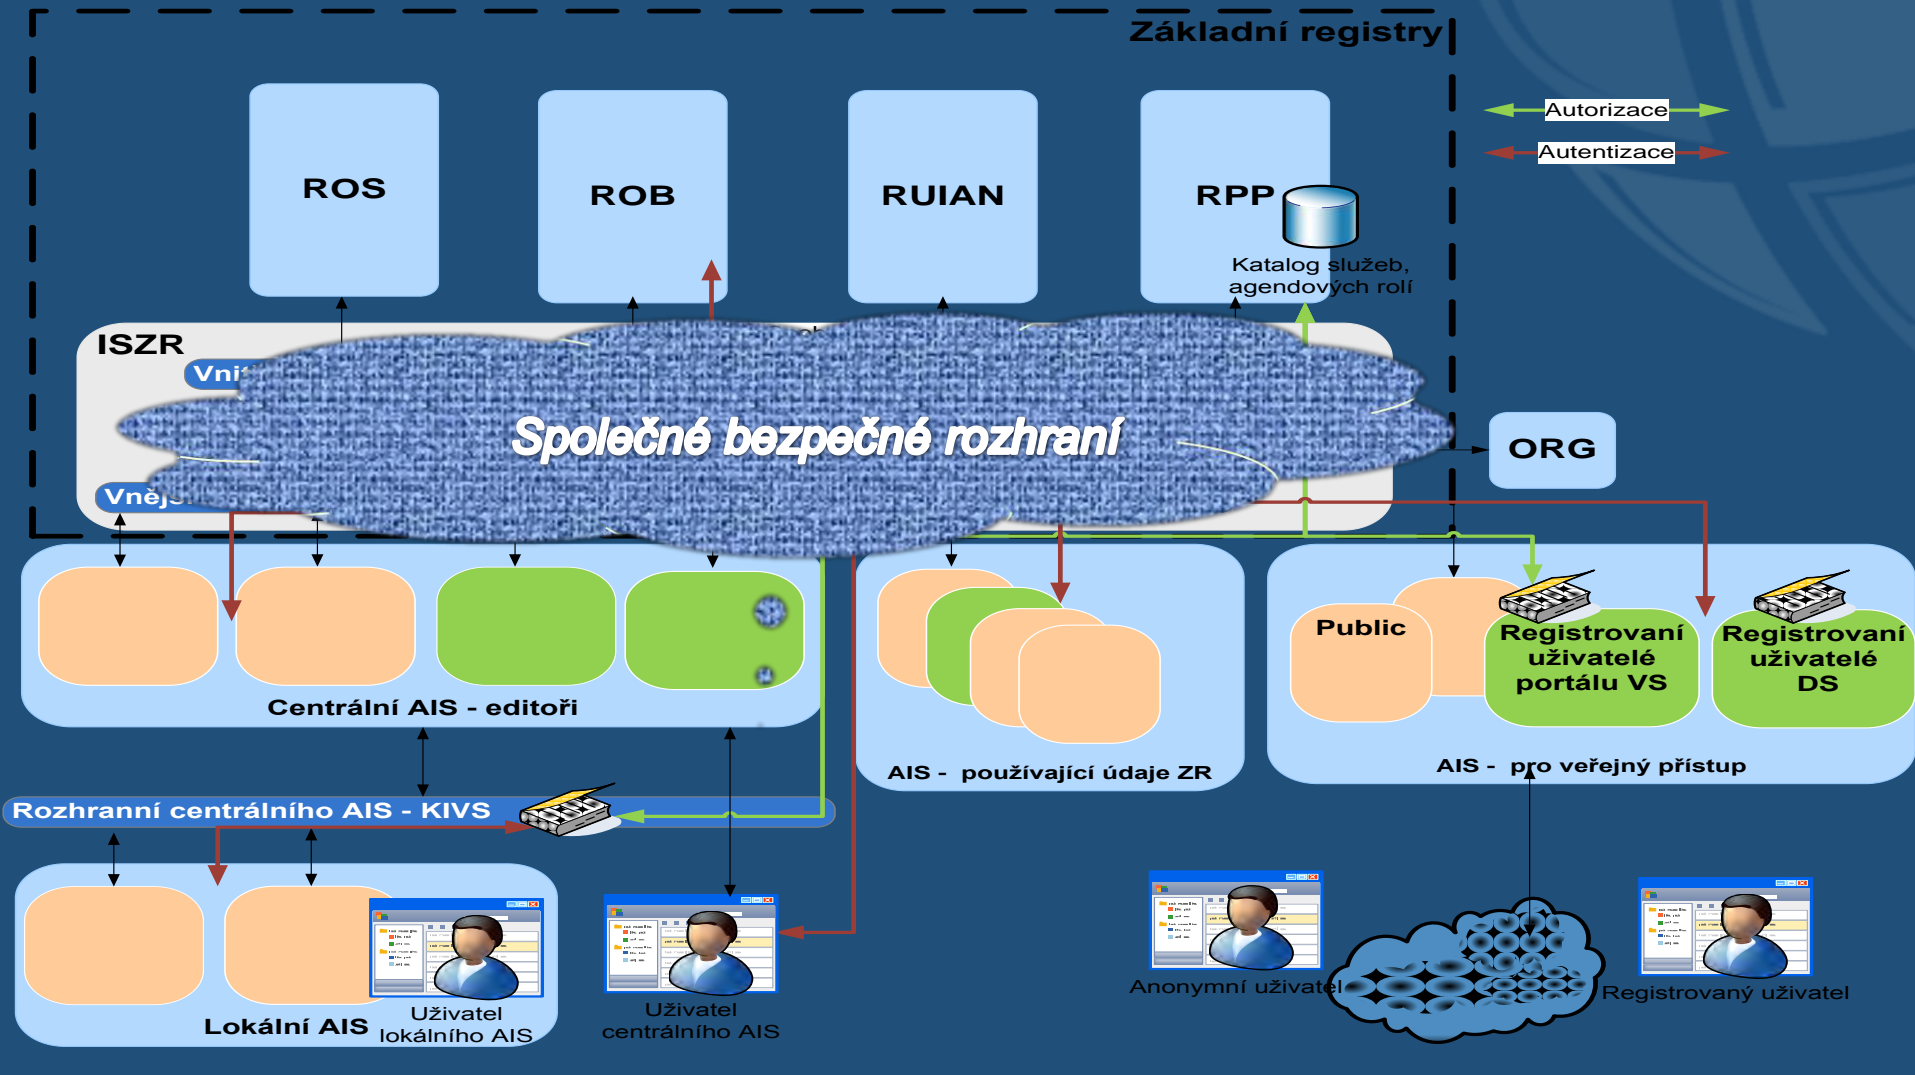 Základní registry
Autorizace
Autentizace
ROS
ROB
RUIAN
RPP
Katalog služeb,
agendových rolí
ISZR
Společné bezpečné rozhraní
ORG
Public
Registrovaní
uživatelé
portálu VS
Registrovaní
uživatelé
DS
Centrální AIS - editoři
AIS - používající údaje ZR
AIS - pro veřejný přístup
Rozhranní centrálního AIS - KIVS
Anonymní uživatel
Registrovaný uživatel
Lokální AIS
Uživatel
lokálního AIS
Uživatel
centrálního AIS